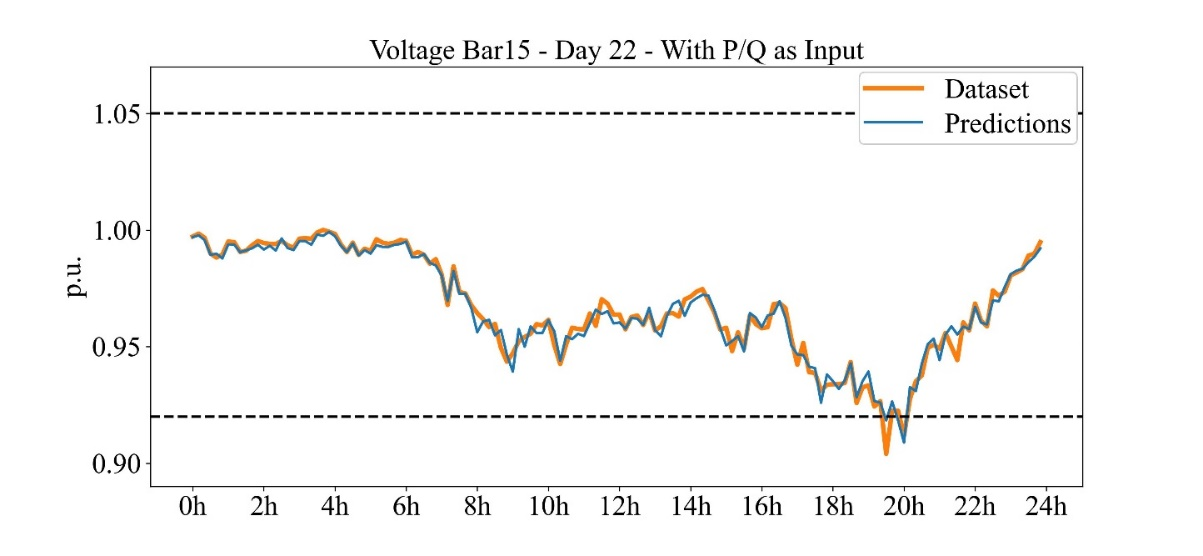 Voltage Bar15 - Day 22 - With P/Q as Input
Dataset
Predictions
1.05
1.00
0.95
0.90
p.u.
0h 2h 4h 6h 8h 10h 12h 14h 16h 18h 20h 22h 24h